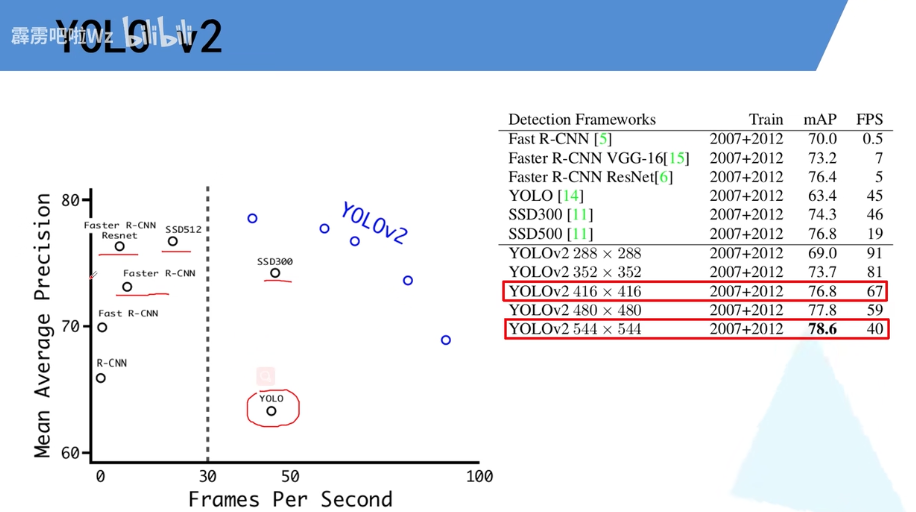 YOLO v2
霹雳吧啦Wz bilibili
Detection Frameworks Train mAP FPS
Fast R-CNN [5] 2007+2012 70.0 0.5
Faster R-CNN VGG-16[15] 2007+2012 73.2 7
Faster R-CNN ResNet[6] 2007+2012 76.4 5
YOLO [14] 2007+2012 63.4 45
SSD300 [11] 2007+2012 74.3 46
SSD500 [11] 2007+2012 76.8 19
YOLOv2 288 × 288 2007+2012 69.0 91
YOLOv2 352 × 352 2007+2012 73.7 81
YOLOv2 416 × 416 2007+2012 76.8 67
YOLOv2 480 × 480 2007+2012 77.8 59
YOLOv2 544 × 544 2007+2012 78.6 40
Mean Average Precision
80
70
60
Faster R-CNN
Resnet
SSD512
YOLOv2
Faster R-CNN
SSD300
Fast R-CNN
R-CNN
YOLO
0 30 50 100
Frames Per Second